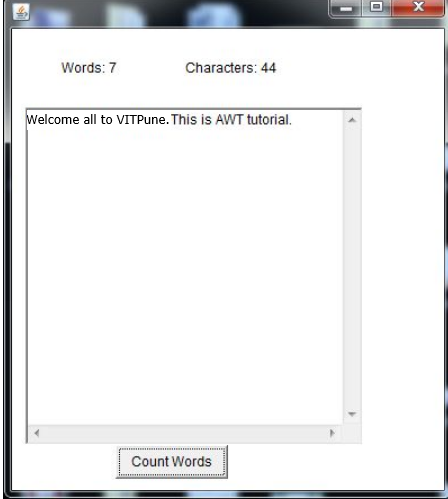 Words: 7 Characters: 44
Welcome all to VITPune.This is AWT tutorial.
Count Words